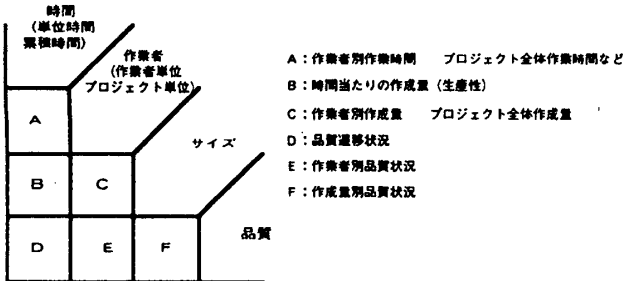 時間
(単位時間
累積時間)
作業者
(作業者単位
プロジェクト単位)
サイズ
品質
A
B C
D E F
A:作業者別作業時間 プロジェクト全体作業時間など
B:時間当たりの作成量(生産性)
C:作業者別作成量 プロジェクト全体作成量
D:品質遷移状況
E:作業者別品質状況
F:作成量別品質状況